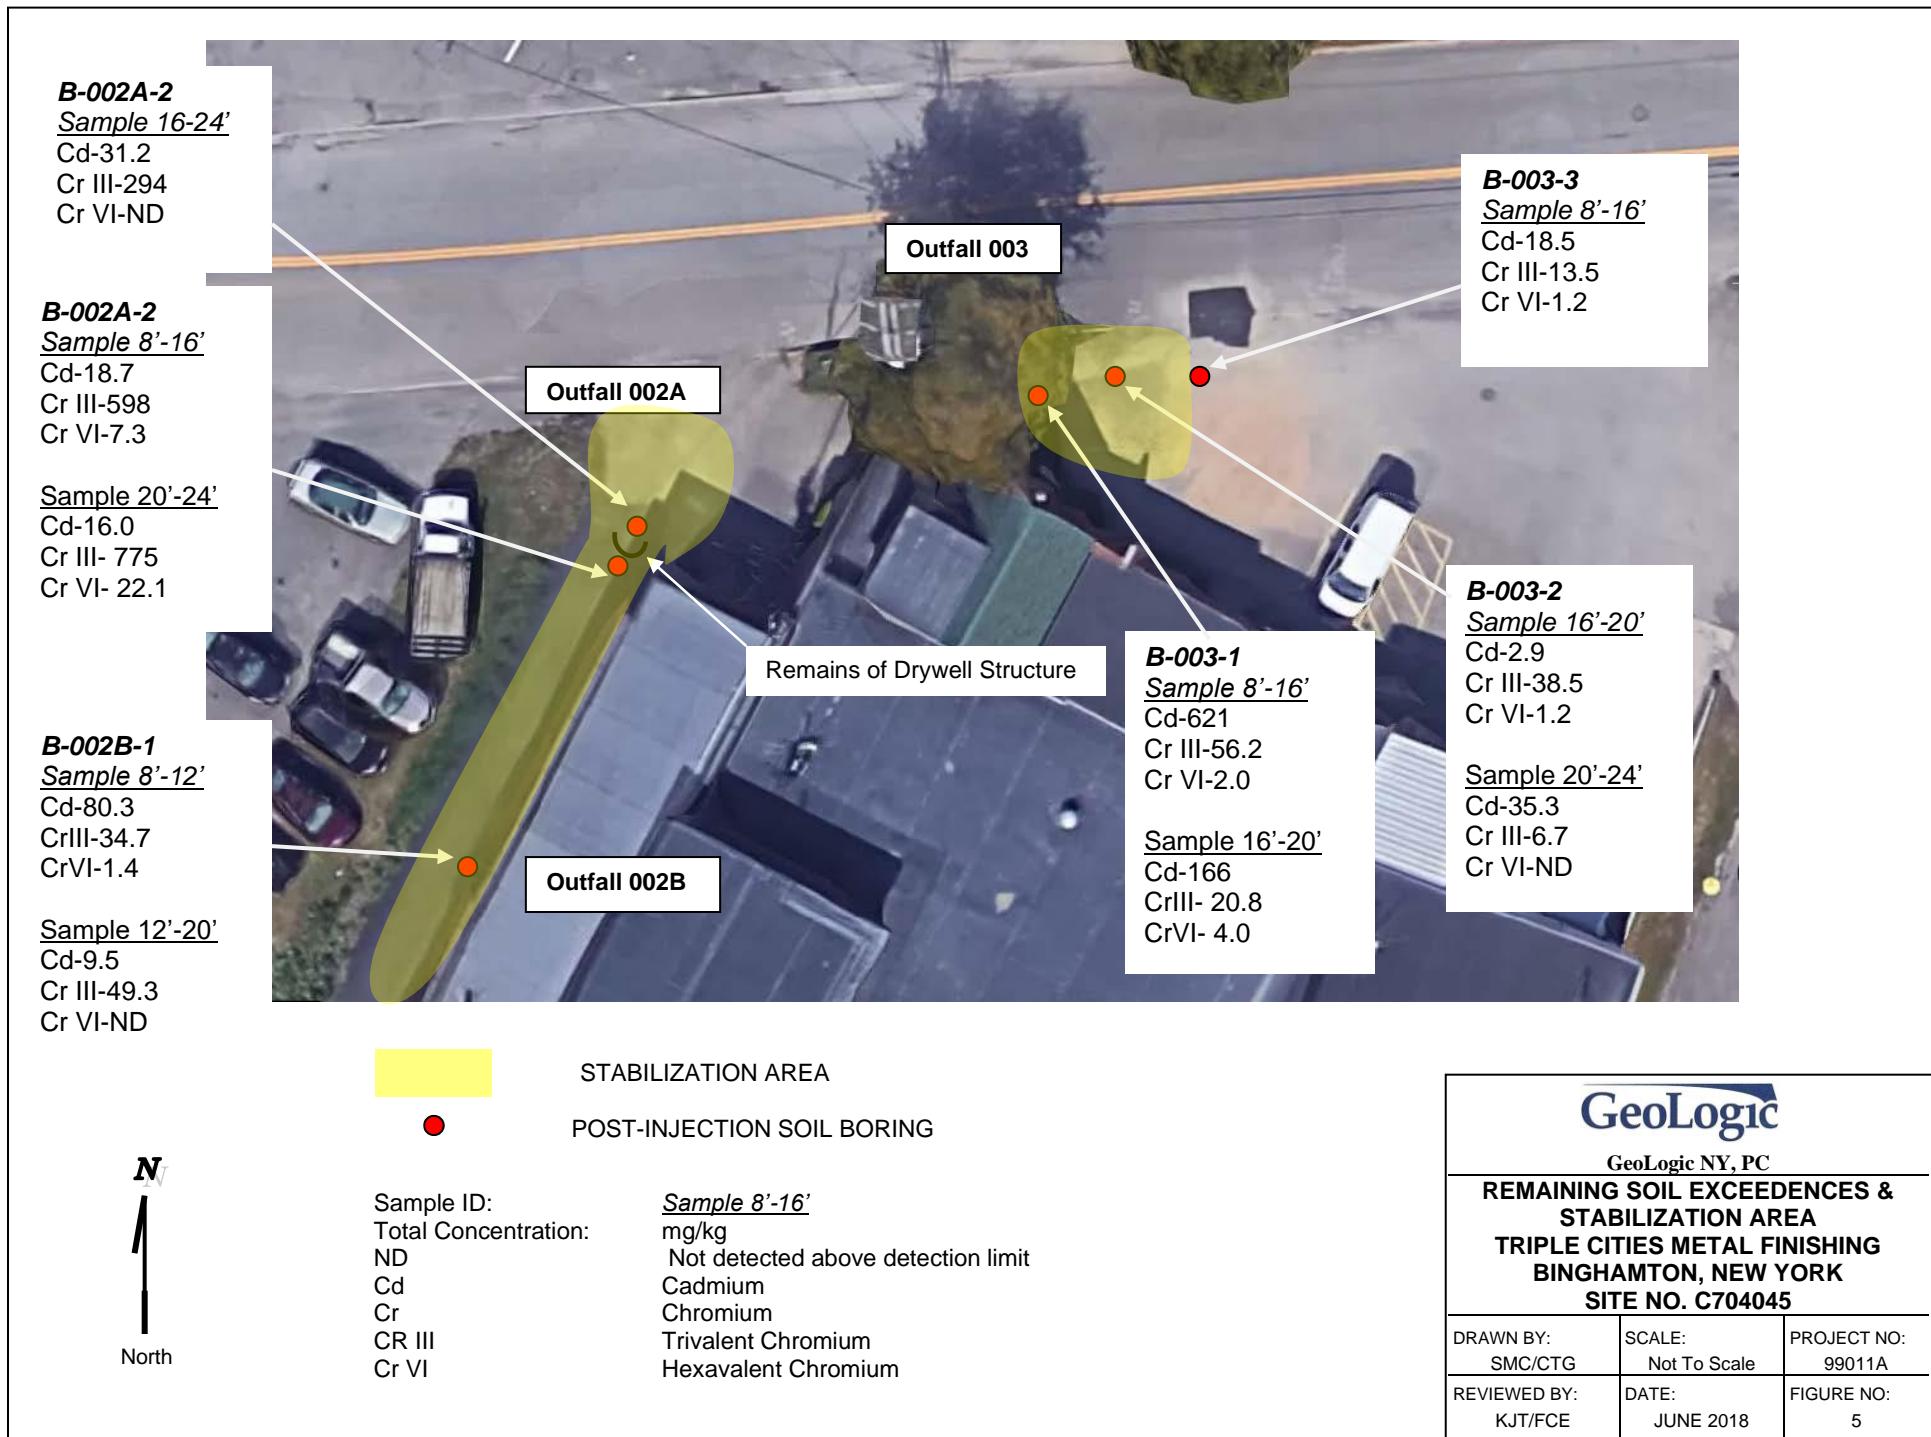 B-002A-2
Sample 16-24’
Cd-31.2
Cr III-294
Cr VI-ND
B-002A-2
Sample 8’-16’
Cd-18.7
Cr III-598
Cr VI-7.3
Sample 20’-24’
Cd-16.0
Cr III- 775
Cr VI- 22.1
B-002B-1
Sample 8’-12’
Cd-80.3
CrIII-34.7
CrVI-1.4
Sample 12’-20’
Cd-9.5
Cr III-49.3
Cr VI-ND
Outfall 002A
Outfall 003
Outfall 002B
Remains of Drywell Structure
B-003-3
Sample 8’-16’
Cd-18.5
Cr III-13.5
Cr VI-1.2
B-003-1
Sample 8’-16’
Cd-621
Cr III-56.2
Cr VI-2.0
Sample 16’-20’
Cd-166
CrIII- 20.8
CrVI- 4.0
B-003-2
Sample 16’-20’
Cd-2.9
Cr III-38.5
Cr VI-1.2
Sample 20’-24’
Cd-35.3
Cr III-6.7
Cr VI-ND
STABILIZATION AREA
POST-INJECTION SOIL BORING
N
North
Sample ID: Sample 8’-16’
Total Concentration: mg/kg
ND Not detected above detection limit
Cd Cadmium
Cr Chromium
CR III Trivalent Chromium
Cr VI Hexavalent Chromium
GeoLogic
GeoLogic NY, PC
REMAINING SOIL EXCEEDENCES &
STABILIZATION AREA
TRIPLE CITIES METAL FINISHING
BINGHAMTON, NEW YORK
SITE NO. C704045
DRAWN BY: SCALE: PROJECT NO:
SMC/CTG Not To Scale 99011A
REVIEWED BY: DATE: FIGURE NO:
KJT/FCE JUNE 2018 5